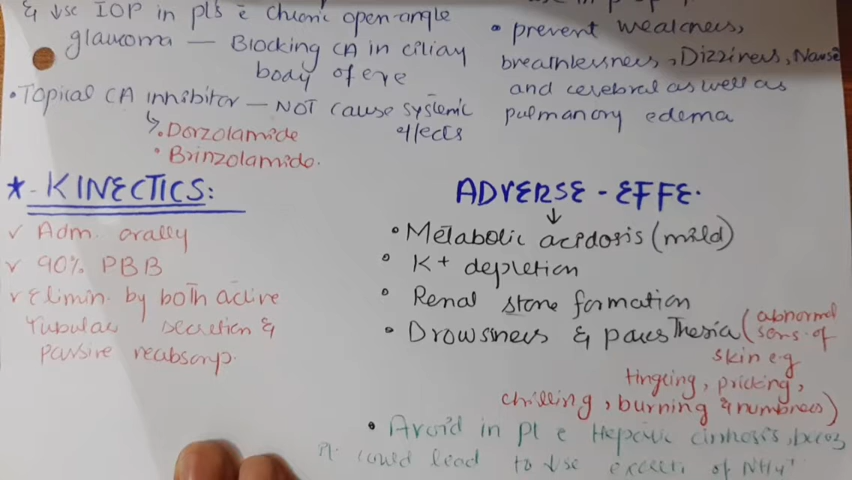 & ↓se IOP in pt's c̄ chronic open-angle
glaucoma — Blocking CA in ciliary
body of eye
• Topical CA inhibitor — NOT cause systemic
effects
↳ • Dorzolamide
• Brinzolamide.
• prevent weakness,
breathlessness, Dizziness, Nause
and cerebral as well as
pulmanory edema
★ - KINECTICS:
✓ Adm. orally
✓ 90% PBB
✓ Elimin. by both active
Tubular secretion &
passive reabsorp.
ADVERSE - EFFE.
↓
• Metabolic acidosis (mild)
• K+ depletion
• Renal stone formation
• Drowsiness & paresthesia (abnormal
sens. of
skin e.g
tingling, pricking,
chilling, burning & numbness)
• Avoid in pt c̄ Hepatic cirrhosis,
could lead to ↓se excreti of NH4+